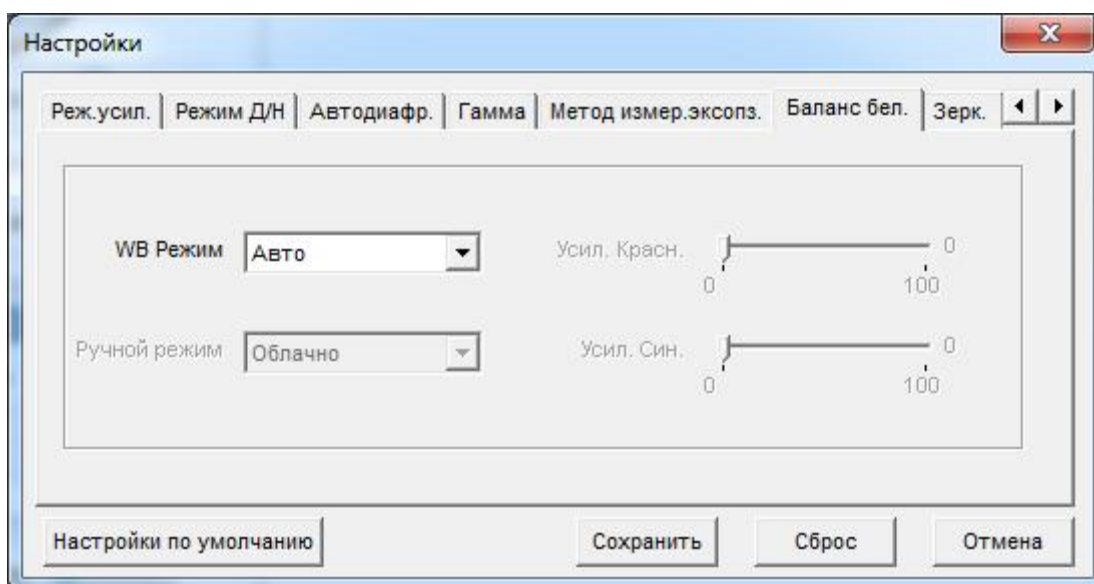 Настройки
Реж.усил. Режим Д/Н Автодиафр. Гамма Метод измер.эксопз. Баланс бел. Зерк.
WB Режим Авто Усил. Красн. 0
0 100
Ручной режим Облачно Усил. Син. 0
0 100
Настройки по умолчанию Сохранить Сброс Отмена